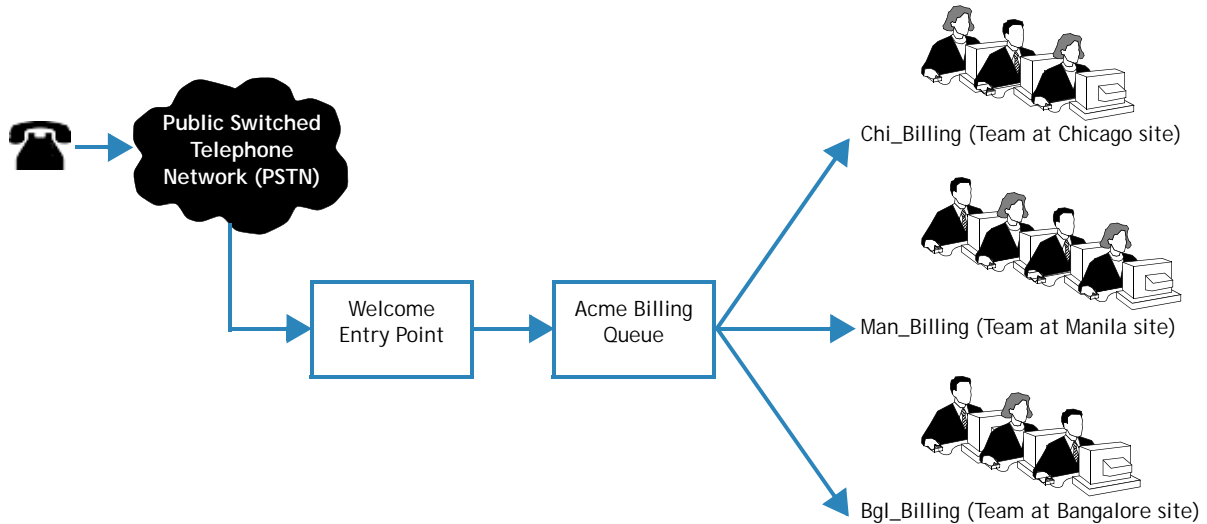 Public Switched
Telephone
Network (PSTN)
Welcome
Entry Point
Acme Billing
Queue
Chi_Billing (Team at Chicago site)
Man_Billing (Team at Manila site)
Bgl_Billing (Team at Bangalore site)